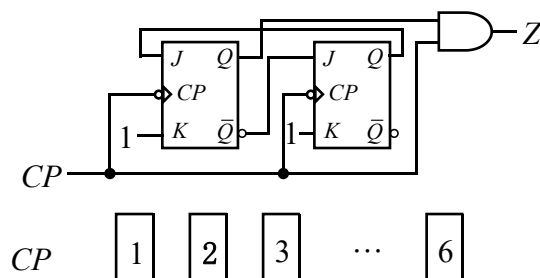 Z
J Q J Q
CP CP
1 K Q̅ 1 K Q̅
CP
CP 1 2 3 ··· 6